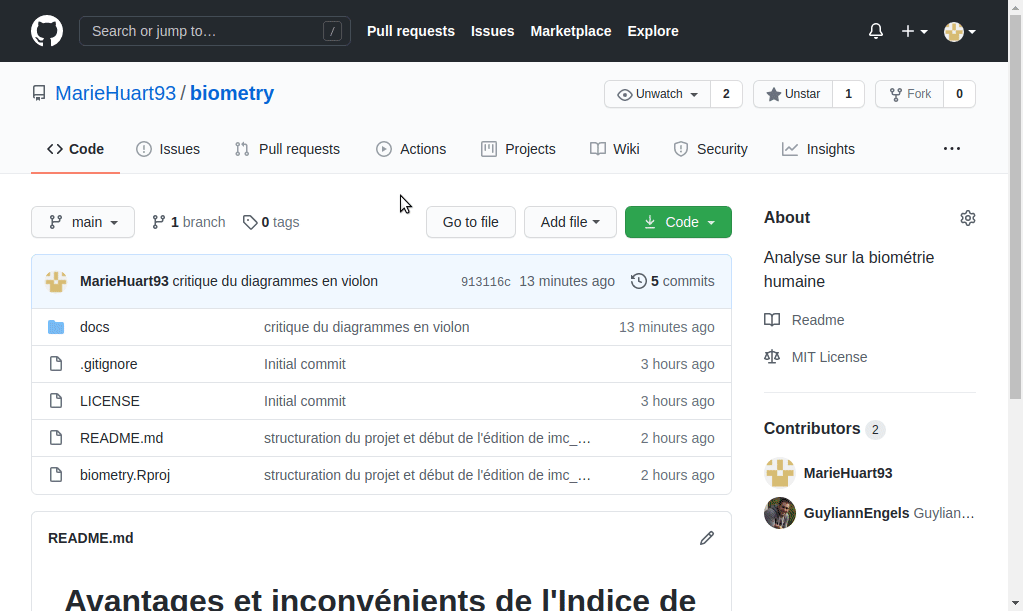 Search or jump to… / Pull requests Issues Marketplace Explore
MarieHuart93 / biometry Unwatch 2 Unstar 1 Fork 0
Code Issues Pull requests Actions Projects Wiki Security Insights
main 1 branch 0 tags Go to file Add file Code
MarieHuart93 critique du diagrammes en violon 913116c 13 minutes ago 5 commits
docs critique du diagrammes en violon 13 minutes ago
.gitignore Initial commit 3 hours ago
LICENSE Initial commit 3 hours ago
README.md structuration du projet et début de l'édition de imc_… 2 hours ago
biometry.Rproj structuration du projet et début de l'édition de imc_… 2 hours ago
README.md
Avantages et inconvénients de l'Indice de
About
Analyse sur la biométrie
humaine
Readme
MIT License
Contributors 2
MarieHuart93
GuyliannEngels Guylian…